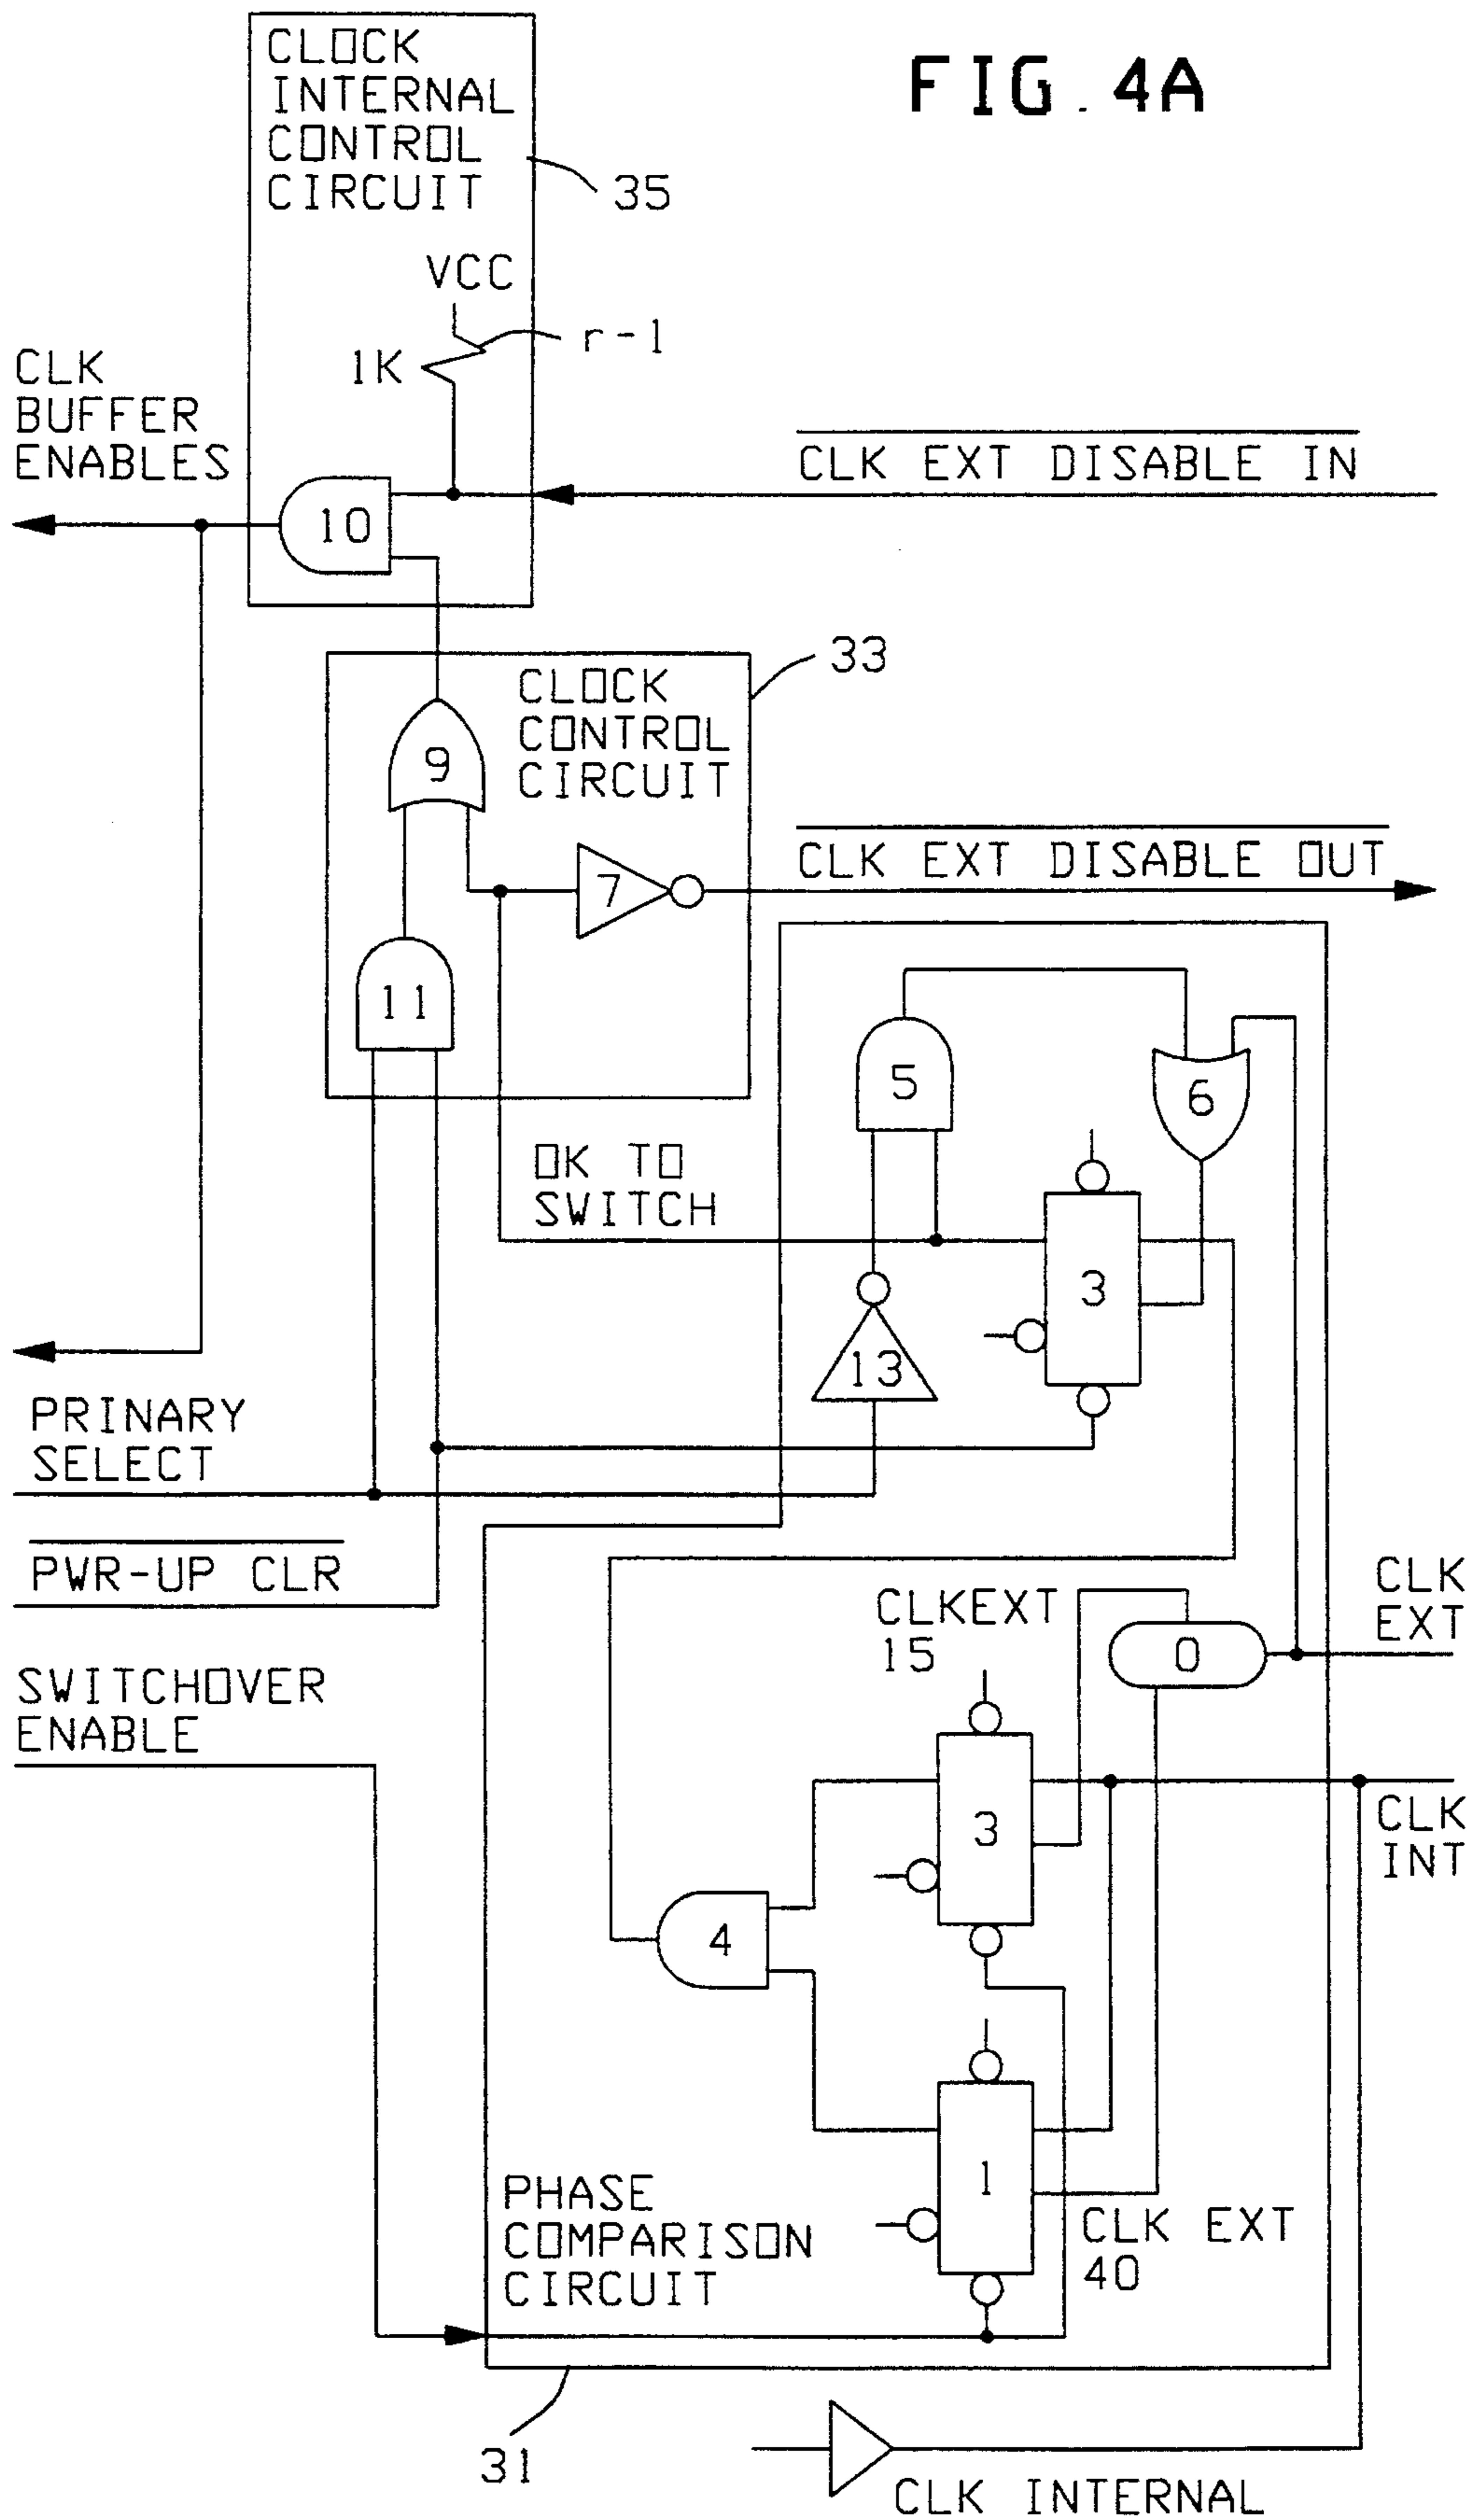 FIG. 4A
CLOCK
INTERNAL
CONTROL
CIRCUIT
35
VCC
r-1
1K
CLK
BUFFER
ENABLES
CLK EXT DISABLE IN
10
33
CLOCK
CONTROL
CIRCUIT
9
CLK EXT DISABLE OUT
7
11
5
6
OK TO
SWITCH
3
13
PRINARY
SELECT
PWR-UP CLR
CLK
EXT
CLKEXT
15
0
SWITCHOVER
ENABLE
3
CLK
INT
4
1
PHASE
COMPARISON
CIRCUIT
CLK EXT
40
31
CLK INTERNAL